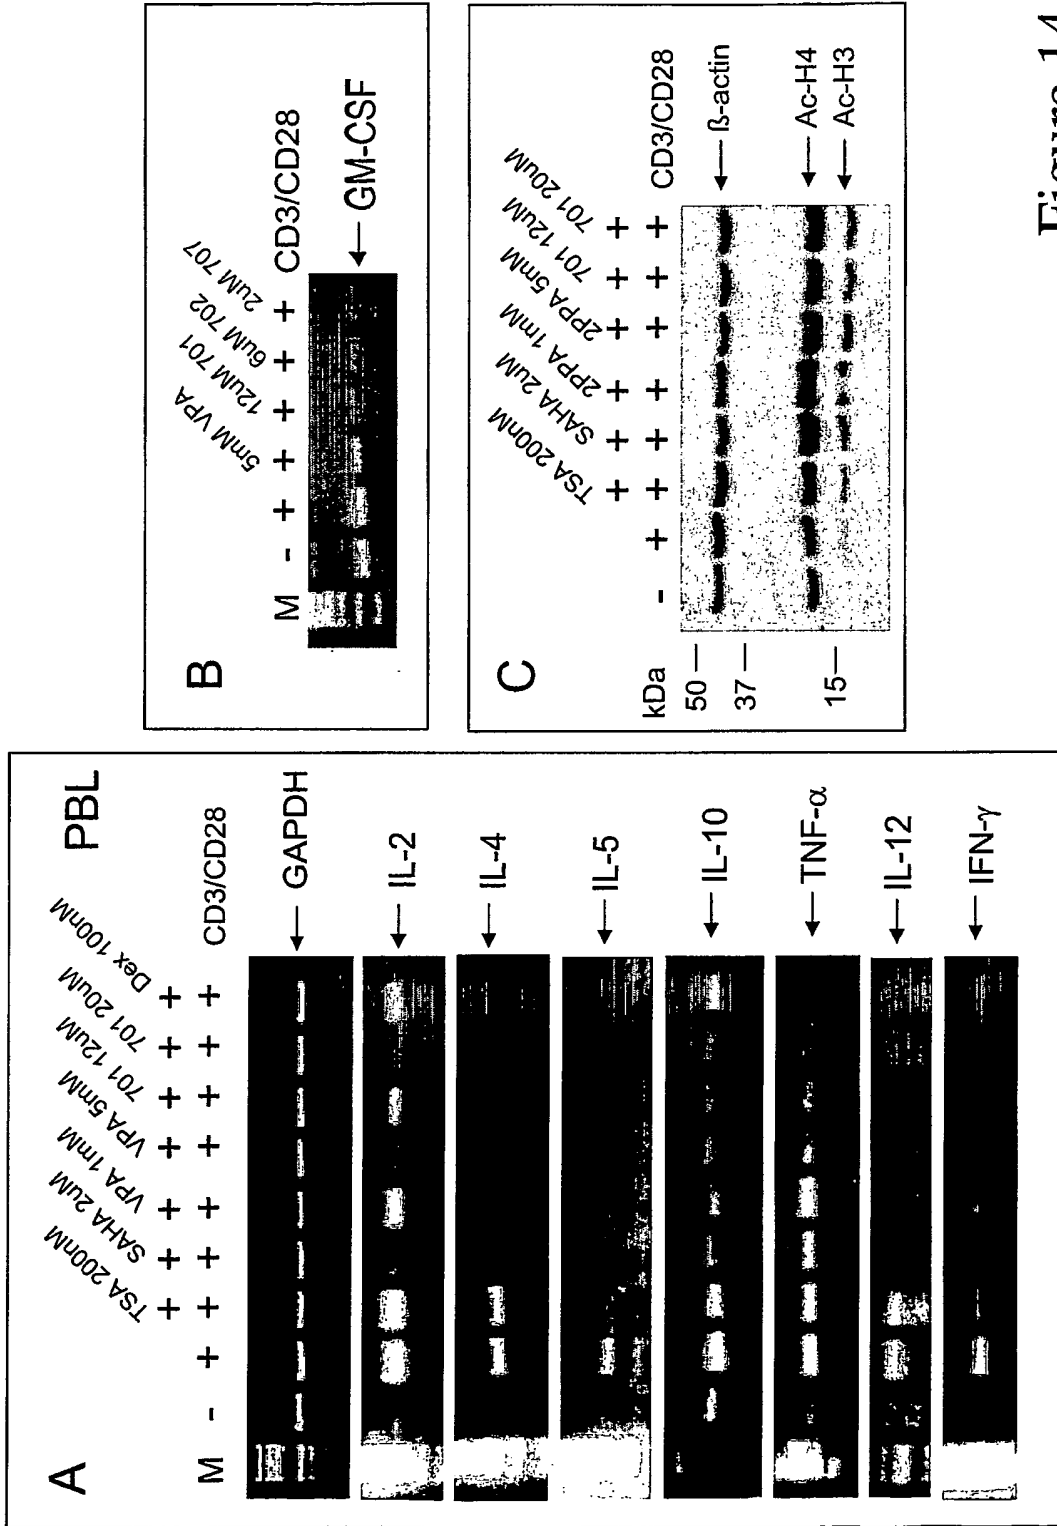 A
PBL
TSA 200nM
SAHA 2uM
VPA 1mM
VPA 5mM
701 12uM
701 20uM
Dex 100nM
+ + + + + + +
M - + + + + + + + + CD3/CD28
GAPDH
IL-2
IL-4
IL-5
IL-10
TNF-α
IL-12
IFN-γ
B
5mM VPA
12uM 701
6uM 702
2uM 707
M - + + + + + CD3/CD28
GM-CSF
C
TSA 200nM
SAHA 2uM
2PPA 1mM
2PPA 5mM
701 12uM
701 20uM
+ + + + + +
kDa - + + + + + + + CD3/CD28
50
37
15
ß-actin
Ac-H4
Ac-H3
Figure 14